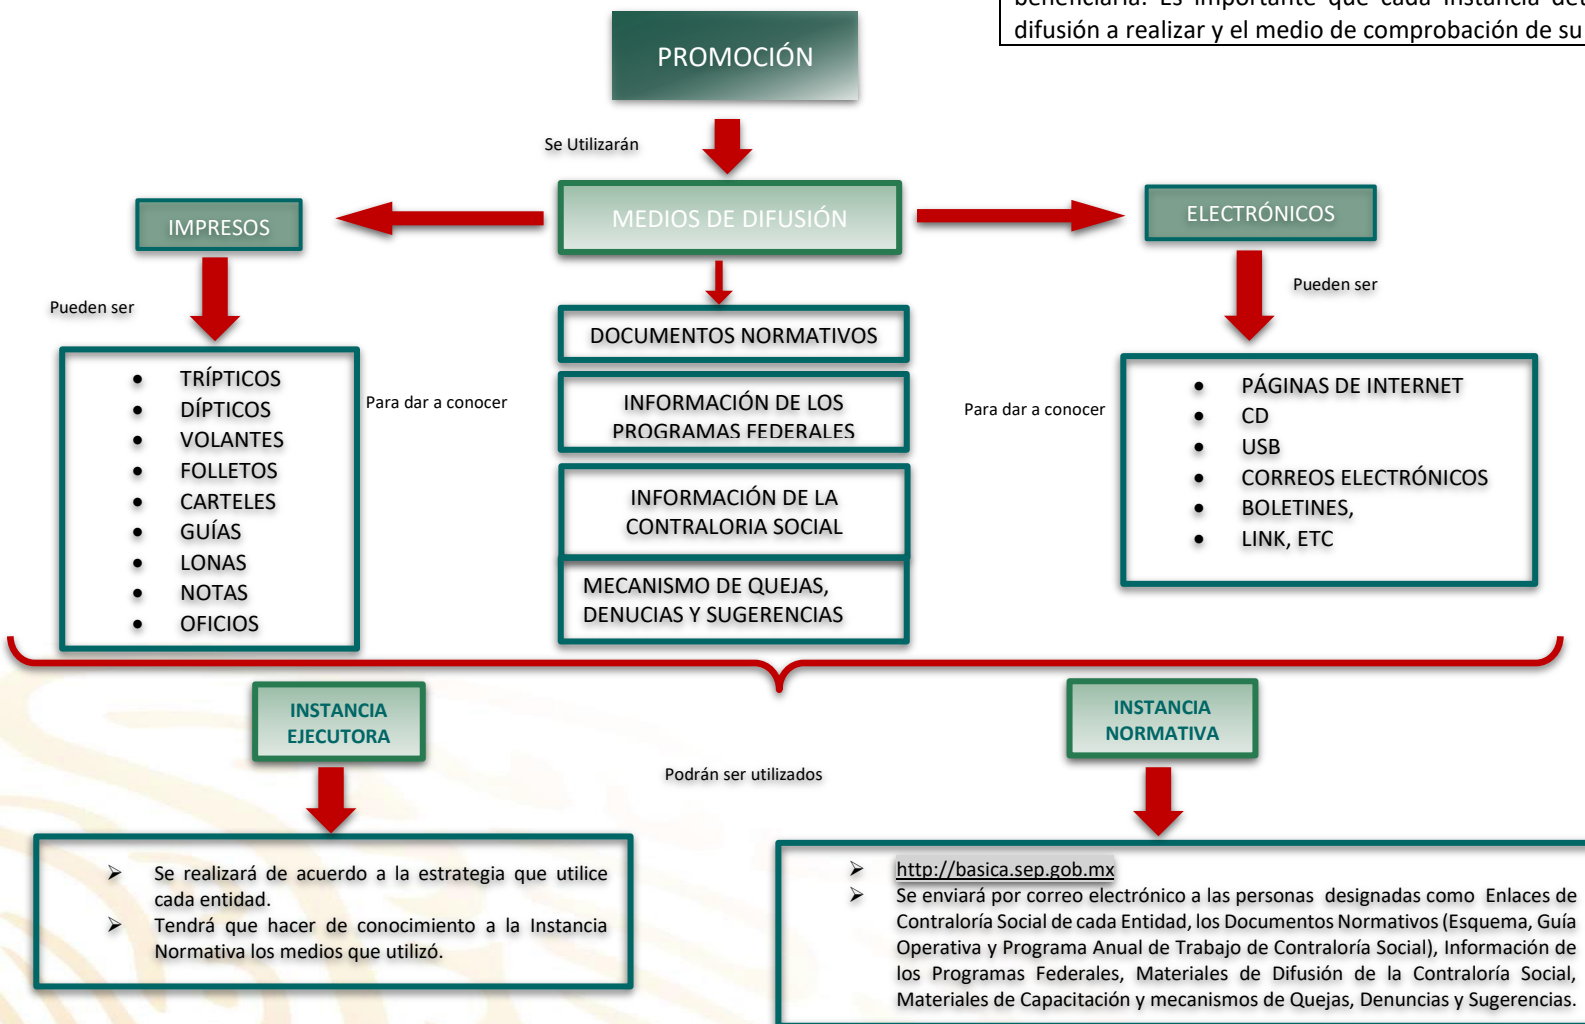 beneficiaria. Es importante que cada instancia
difusión a realizar y el medio de comprobación de su
PROMOCIÓN
Se Utilizarán
IMPRESOS
MEDIOS DE DIFUSIÓN
ELECTRÓNICOS
Pueden ser
Pueden ser
TRÍPTICOS
DÍPTICOS
VOLANTES
FOLLETOS
CARTELES
GUÍAS
LONAS
NOTAS
OFICIOS
Para dar a conocer
DOCUMENTOS NORMATIVOS
INFORMACIÓN DE LOS
PROGRAMAS FEDERALES
INFORMACIÓN DE LA
CONTRALORIA SOCIAL
MECANISMO DE QUEJAS,
DENUCIAS Y SUGERENCIAS
Para dar a conocer
PÁGINAS DE INTERNET
CD
USB
CORREOS ELECTRÓNICOS
BOLETINES,
LINK, ETC
INSTANCIA
EJECUTORA
INSTANCIA
NORMATIVA
Podrán ser utilizados
Se realizará de acuerdo a la estrategia que utilice
cada entidad.
Tendrá que hacer de conocimiento a la Instancia
Normativa los medios que utilizó.
http://basica.sep.gob.mx
Se enviará por correo electrónico a las personas designadas como Enlaces de
Contraloría Social de cada Entidad, los Documentos Normativos (Esquema, Guía
Operativa y Programa Anual de Trabajo de Contraloría Social), Información de
los Programas Federales, Materiales de Difusión de la Contraloría Social,
Materiales de Capacitación y mecanismos de Quejas, Denuncias y Sugerencias.